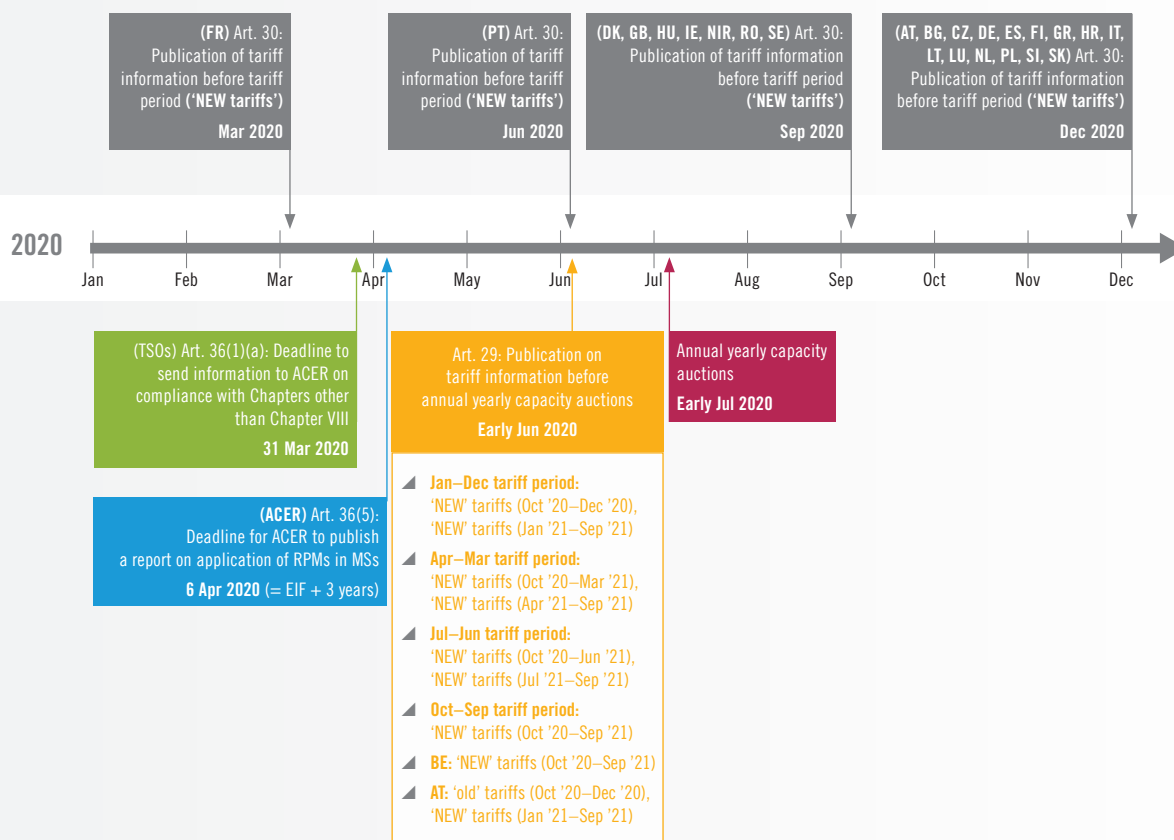 (FR) Art. 30:
Publication of tariff
information before tariff
period (‘NEW tariffs’)
Mar 2020
(PT) Art. 30:
Publication of tariff
information before tariff
period (‘NEW tariffs’)
Jun 2020
(DK, GB, HU, IE, NIR, RO, SE) Art. 30:
Publication of tariff information
before tariff period
(‘NEW tariffs’)
Sep 2020
(AT, BG, CZ, DE, ES, FI, GR, HR, IT,
LT, LU, NL, PL, SI, SK) Art. 30:
Publication of tariff information
before tariff period (‘NEW tariffs’)
Dec 2020
2020
Jan Feb Mar Apr May Jun Jul Aug Sep Oct Nov Dec
(TSOs) Art. 36(1)(a): Deadline to
send information to ACER on
compliance with Chapters other
than Chapter VIII
31 Mar 2020
(ACER) Art. 36(5):
Deadline for ACER to publish
a report on application of RPMs in MSs
6 Apr 2020 (= EIF + 3 years)
Art. 29: Publication on
tariff information before
annual yearly capacity auctions
Early Jun 2020
Jan–Dec tariff period:
‘NEW’ tariffs (Oct ’20–Dec ’20),
‘NEW’ tariffs (Jan ’21–Sep ’21)
Apr–Mar tariff period:
‘NEW’ tariffs (Oct ’20–Mar ’21),
‘NEW’ tariffs (Apr ’21–Sep ’21)
Jul–Jun tariff period:
‘NEW’ tariffs (Oct ’20–Jun ’21),
‘NEW’ tariffs (Jul ’21–Sep ’21)
Oct–Sep tariff period:
‘NEW’ tariffs (Oct ’20–Sep ’21)
BE: ‘NEW’ tariffs (Oct ’20–Sep ’21)
AT: ‘old’ tariffs (Oct ’20–Dec ’20),
‘NEW’ tariffs (Jan ’21–Sep ’21)
Annual yearly capacity
auctions
Early Jul 2020